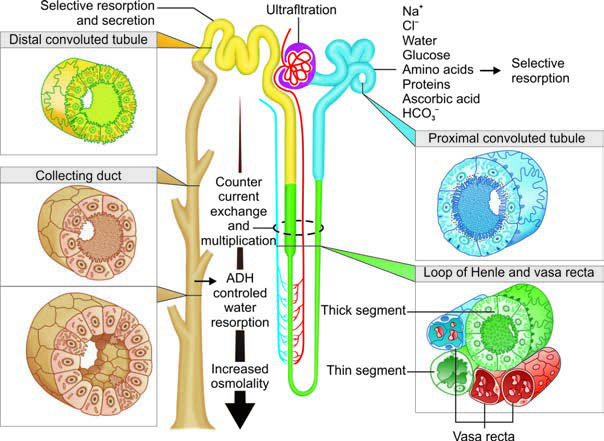 Selective resorption
and secretion
Ultrafltration
Na+
Cl−
Water
Glucose
Amino acids
Proteins
Ascorbic acid
HCO3−
Selective
resorption
Distal convoluted tubule
Proximal convoluted tubule
Collecting duct
Counter
current
exchange
and
multiplication
ADH
controled
water
resorption
Increased
osmolality
Loop of Henle and vasa recta
Thick segment
Thin segment
Vasa recta